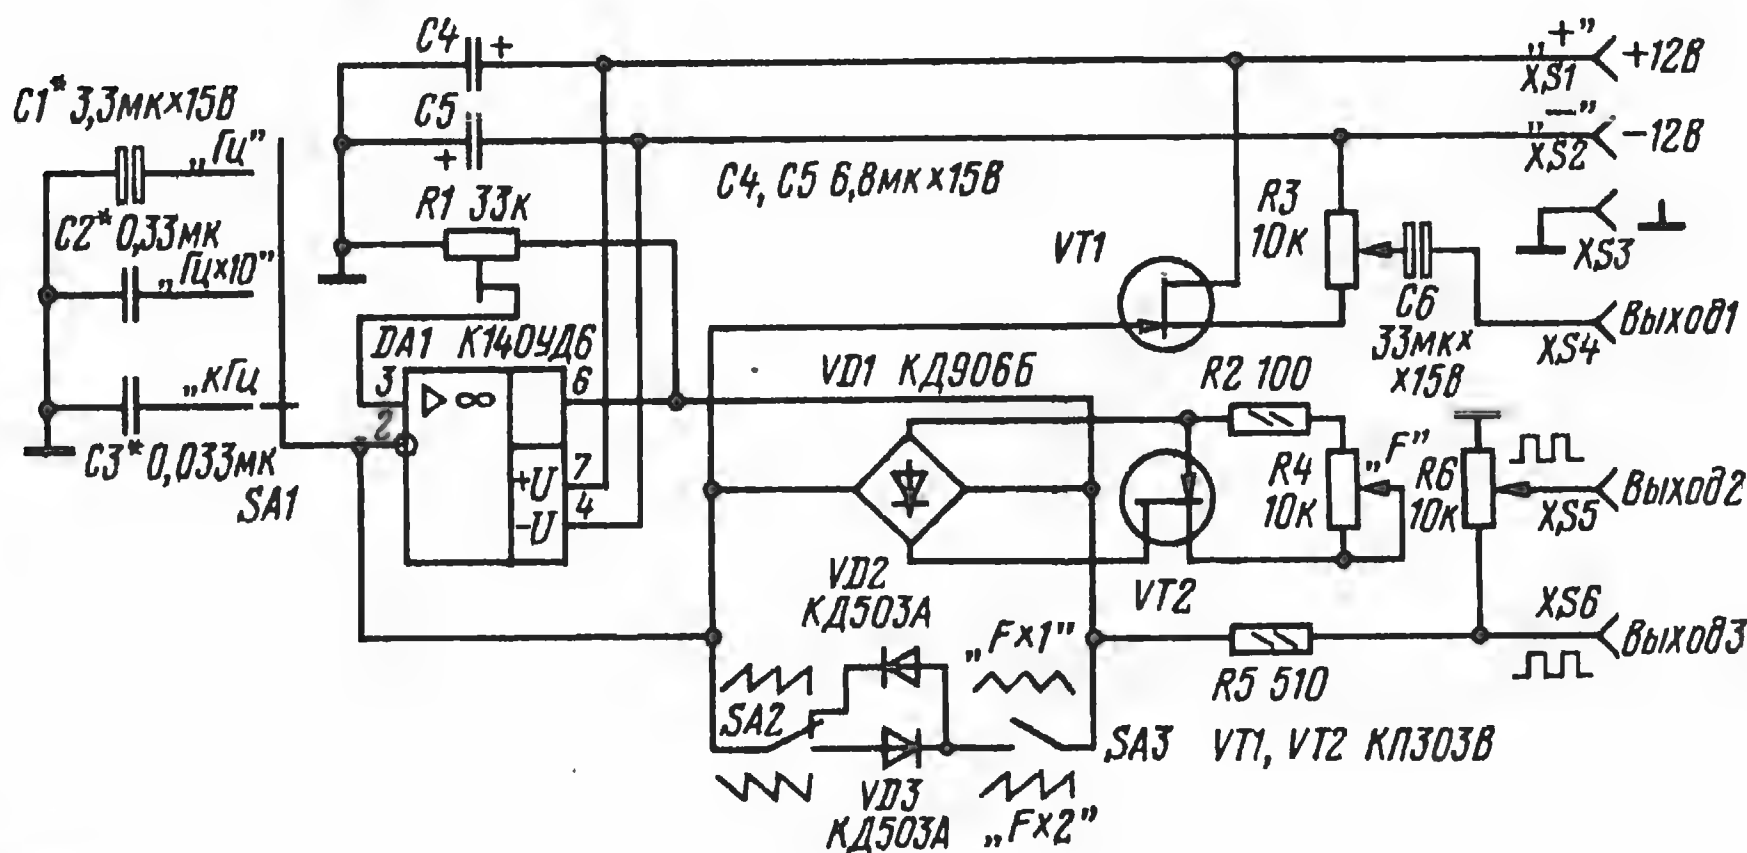 C4
+
„+”
+12В
XS1
C1* 3,3мк×15В
C5
+
„—”
-12В
XS2
„Гц”
C4, C5 6,8мк×15В
R1 33к
C2* 0,33мк
R3
10к
VT1
XS3
„Гц×10”
C6
33мк×
×15В
Выход1
XS4
DA1 К140УД6
3
6
▷ ∞
2
VD1 КД906Б
R2 100
„кГц
C3* 0,033мк
SA1
7
+U
4
-U
„F”
R4
10к
R6
10к
Выход2
XS5
VD2
КД503А
VT2
XS6
Выход3
„F×1”
R5 510
SA2
SA3
VT1, VT2 КП303В
VD3
КД503А
„F×2”